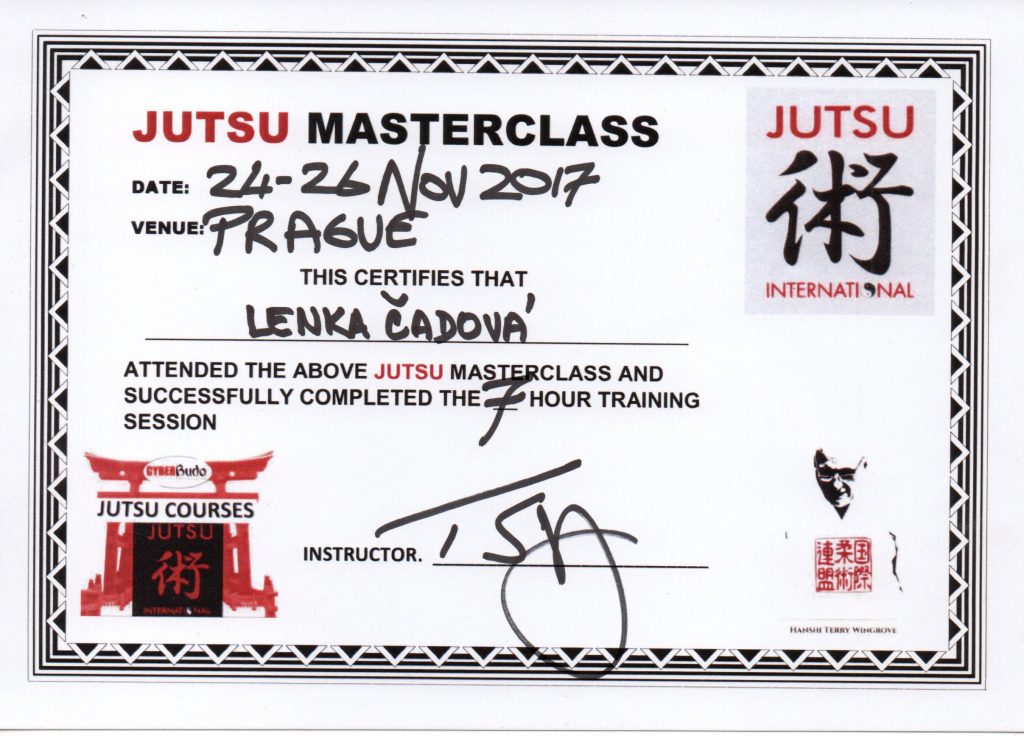 JUTSU MASTERCLASS
DATE: 24-26 NOV 2017
VENUE: PRAGUE
THIS CERTIFIES THAT
LENKA ČADOVÁ
ATTENDED THE ABOVE JUTSU MASTERCLASS AND
SUCCESSFULLY COMPLETED THE 7 HOUR TRAINING
SESSION
INSTRUCTOR.
JUTSU
術
INTERNATIONAL
CYBERBudo
JUTSU COURSES
JUTSU
術
INTERNATIONAL
国際
柔術
連盟
HANSHI TERRY WINGROVE